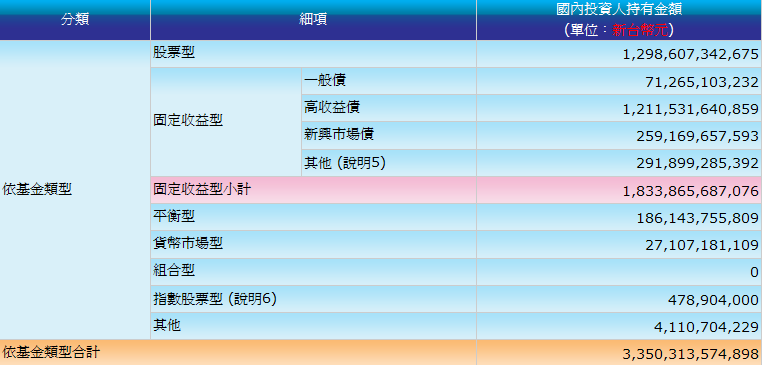 分類 細項 國內投資人持有金額
(單位：新台幣元)
股票型 1,298,607,342,675
一般債 71,265,103,232
高收益債 1,211,531,640,859
固定收益型
新興市場債 259,169,657,593
其他 (說明5) 291,899,285,392
依基金類型 固定收益型小計 1,833,865,687,076
平衡型 186,143,755,809
貨幣市場型 27,107,181,109
組合型 0
指數股票型 (說明6) 478,904,000
其他 4,110,704,229
依基金類型合計 3,350,313,574,898